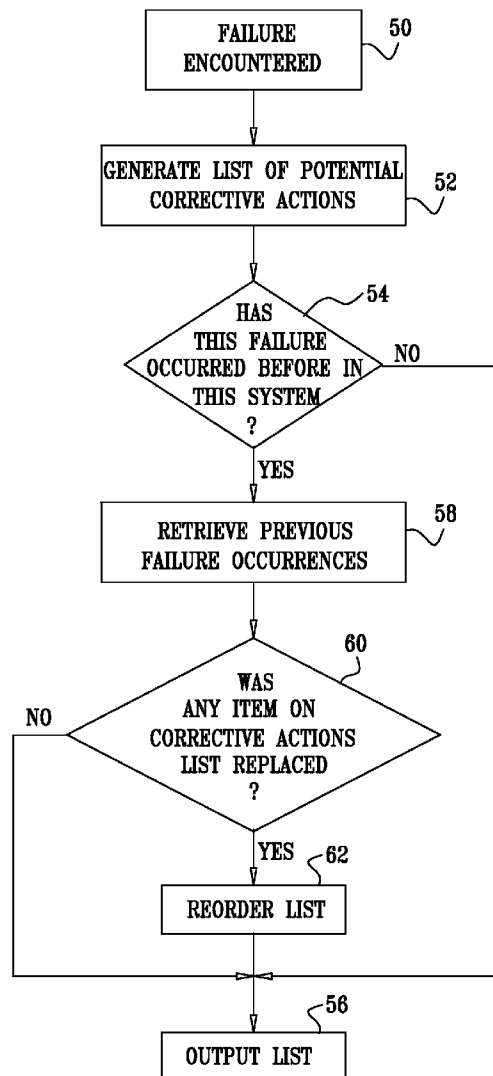 FAILURE
ENCOUNTERED
50
GENERATE LIST OF POTENTIAL
CORRECTIVE ACTIONS
52
54
HAS
THIS FAILURE
OCCURRED BEFORE IN
THIS SYSTEM
?
NO
YES
RETRIEVE PREVIOUS
FAILURE OCCURRENCES
58
60
WAS
ANY ITEM ON
CORRECTIVE ACTIONS
LIST REPLACED
?
NO
YES
62
REORDER LIST
56
OUTPUT LIST